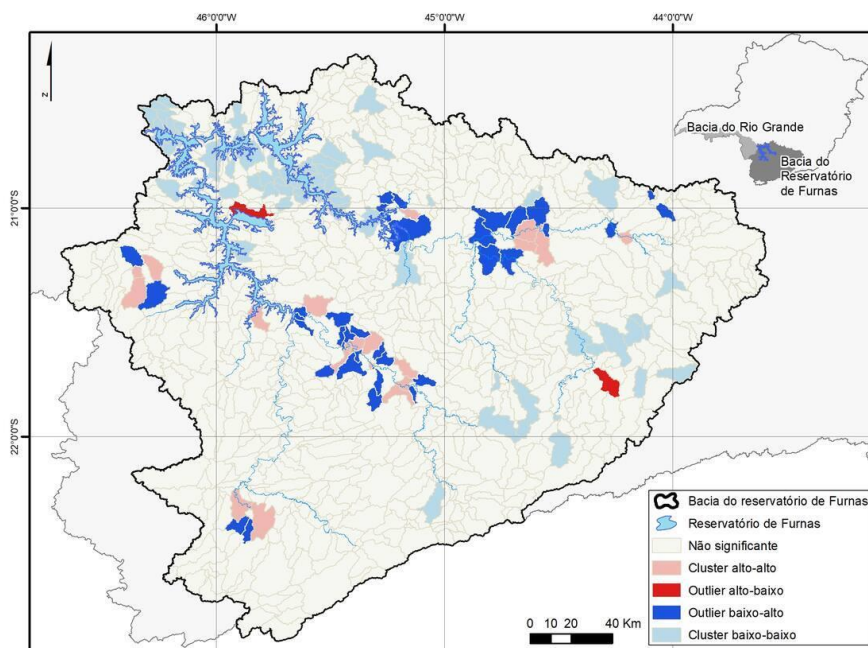 46°0'0"W
45°0'0"W
44°0'0"W
N
Bacia do Rio Grande
Bacia do
Reservatório
de Furnas
21°0'0"S
22°0'0"S
Bacia do reservatório de Furnas
Reservatório de Furnas
Não significante
Cluster alto-alto
Outlier alto-baixo
Outlier baixo-alto
Cluster baixo-baixo
0 10 20 40 Km